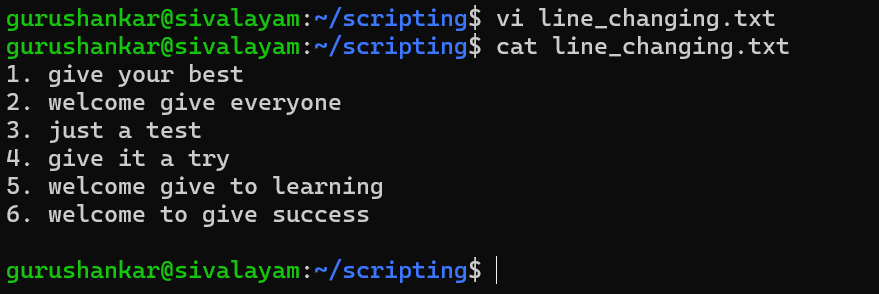 gurushankar@sivalayam:~/scripting$ vi line_changing.txt
gurushankar@sivalayam:~/scripting$ cat line_changing.txt
1. give your best
2. welcome give everyone
3. just a test
4. give it a try
5. welcome give to learning
6. welcome to give success
gurushankar@sivalayam:~/scripting$